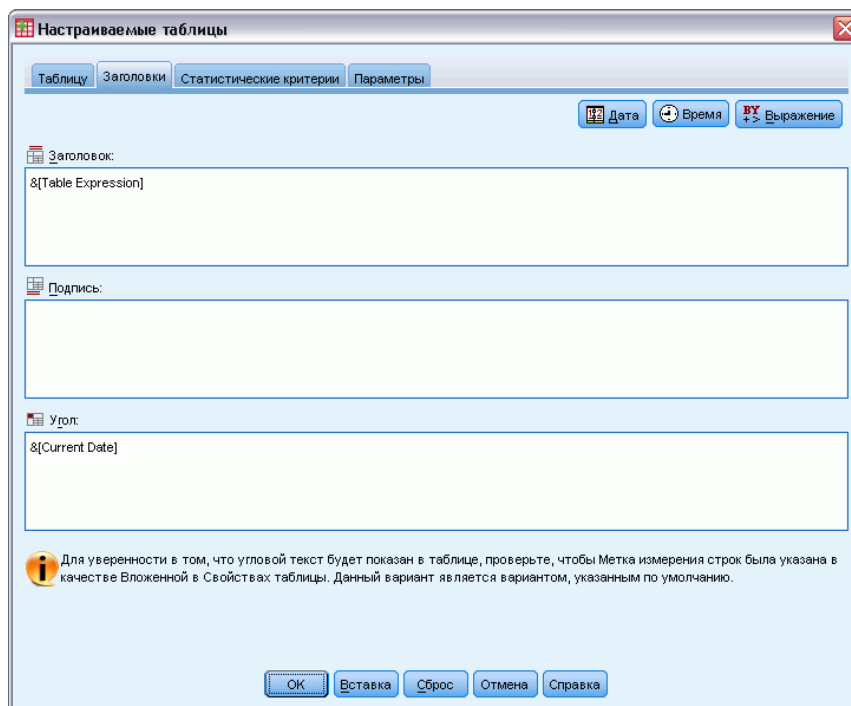 Настраиваемые таблицы
Таблицу Заголовки Статистические критерии Параметры
Дата Время BY + > Выражение
Заголовок:
&[Table Expression]
Подпись:
Угол:
&[Current Date]
Для уверенности в том, что угловой текст будет показан в таблице, проверьте, чтобы Метка измерения строк была указана в
качестве Вложенной в Свойствах таблицы. Данный вариант является вариантом, указанным по умолчанию.
OK Вставка Сброс Отмена Справка